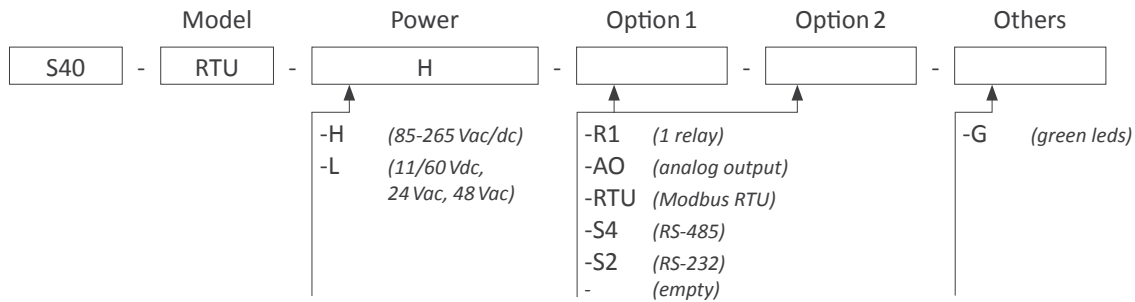 Model Power Option 1 Option 2 Others
S40 - RTU - H - - -
-H (85-265 Vac/dc) -R1 (1 relay) -G (green leds)
-L (11/60 Vdc, -AO (analog output)
24 Vac, 48 Vac) -RTU (Modbus RTU)
-S4 (RS-485)
-S2 (RS-232)
- (empty)